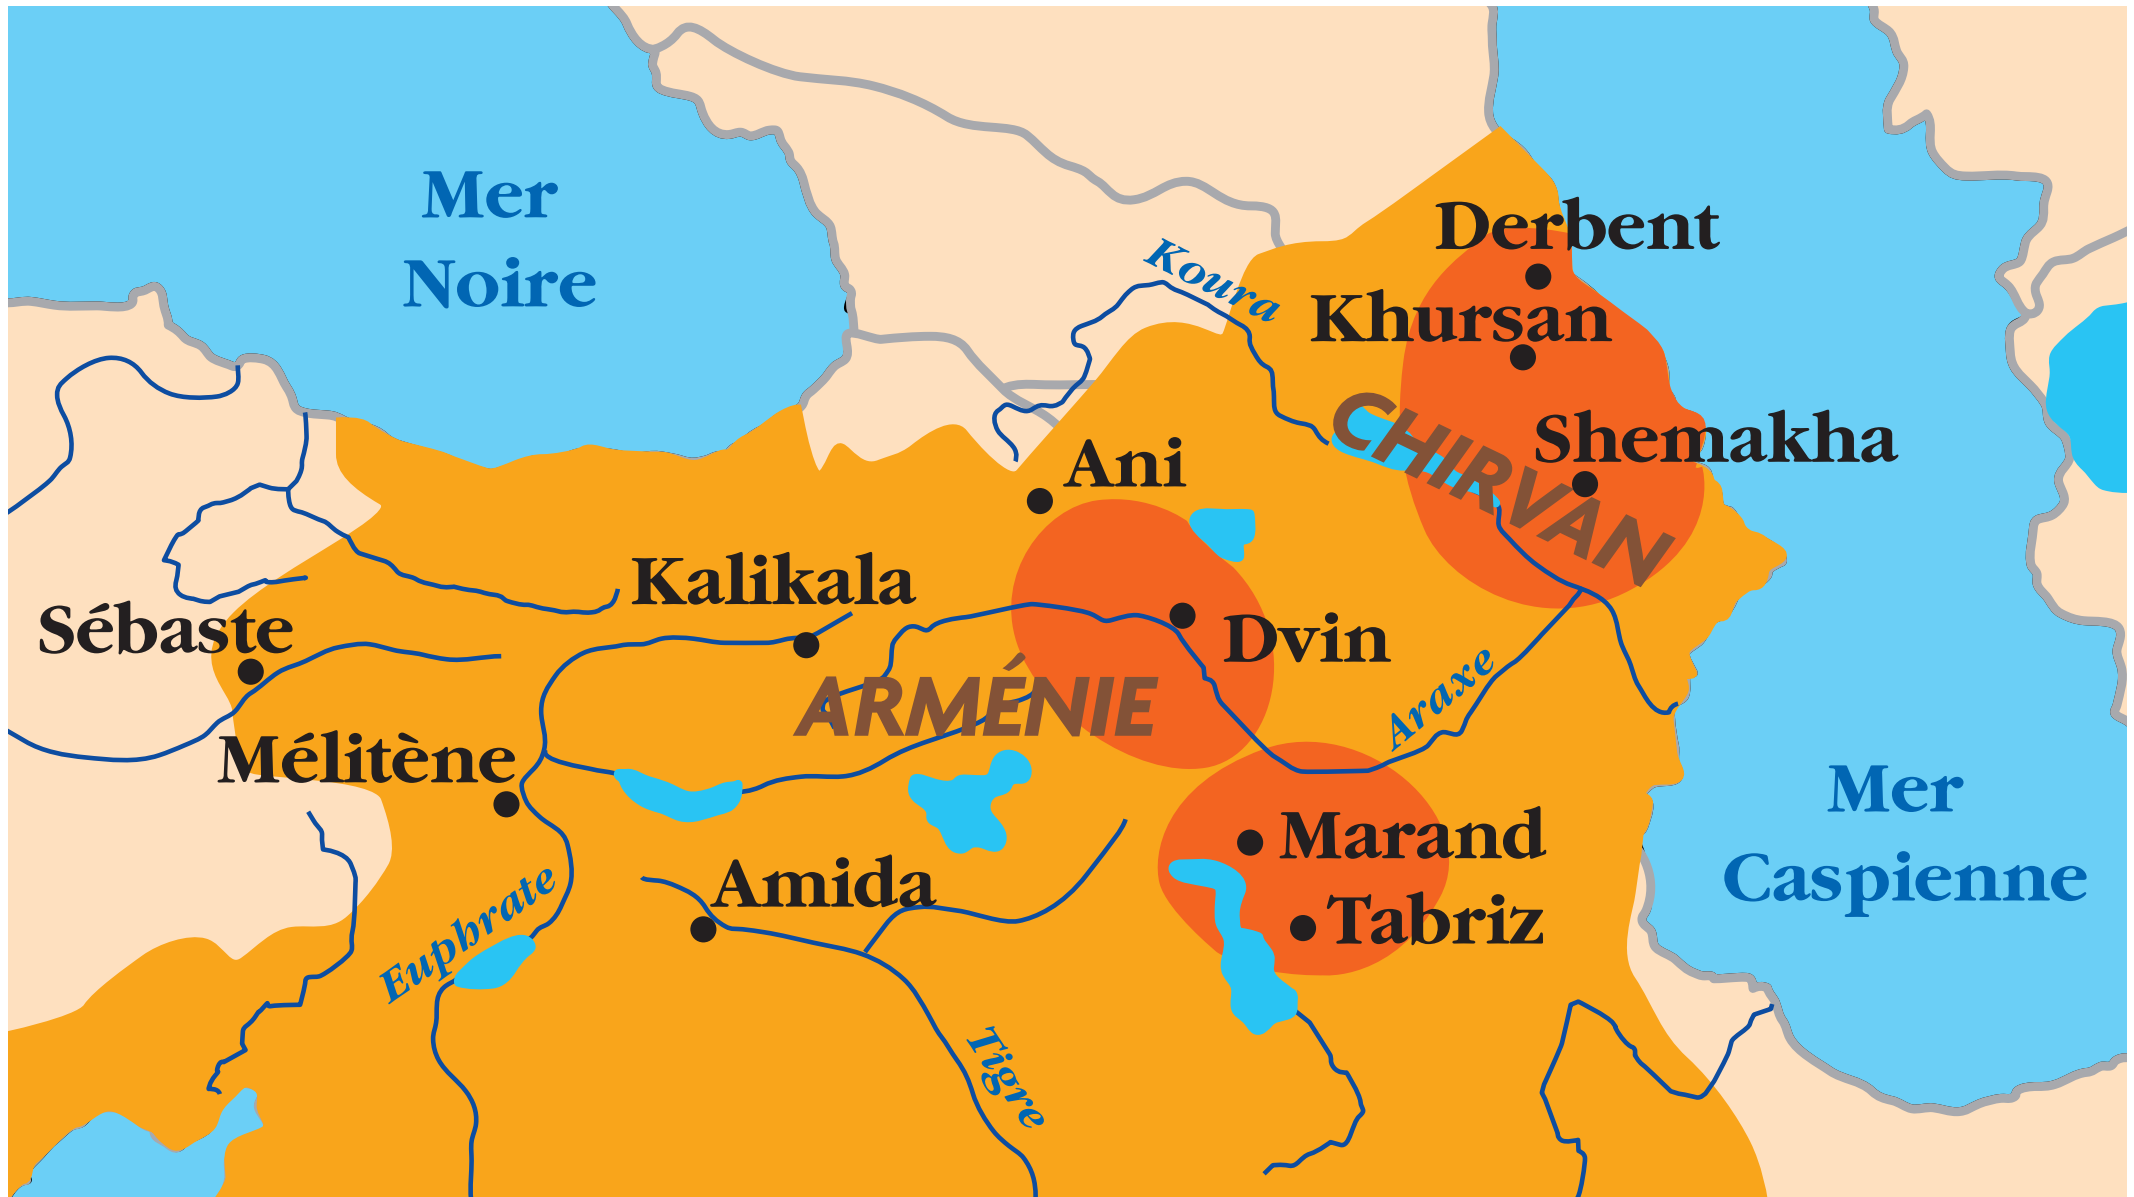 Mer
Noire
Koura
Derbent
Khursan
CHIRVAN
Shemakha
Ani
Kalikala
Sébaste
Dvin
ARMÉNIE
Araxe
Mélitène
Mer
Caspienne
Marand
Amida
Tabriz
Euphrate
Tigre